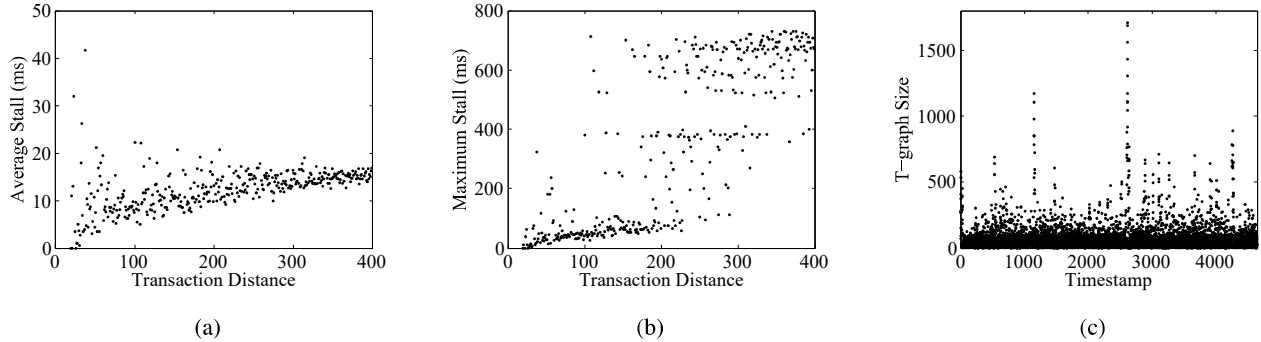 50
40
30
20
10
0
Average Stall (ms)
100 200 300 400
Transaction Distance
(a)
800
600
400
200
0
Maximum Stall (ms)
0 100 200 300 400
Transaction Distance
(b)
1500
1000
500
0
T−graph Size
0 1000 2000 3000 4000
Timestamp
(c)